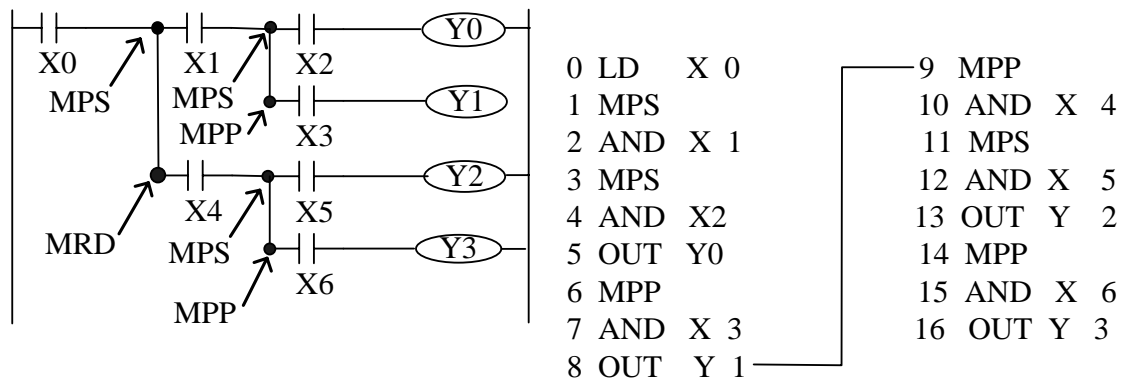 X0
X1
X2
Y0
MPS
MPS
MPP
X3
Y1
X4
X5
Y2
MRD
MPS
X6
Y3
MPP
0 LD X 0
1 MPS
2 AND X 1
3 MPS
4 AND X2
5 OUT Y0
6 MPP
7 AND X 3
8 OUT Y 1
9 MPP
10 AND X 4
11 MPS
12 AND X 5
13 OUT Y 2
14 MPP
15 AND X 6
16 OUT Y 3